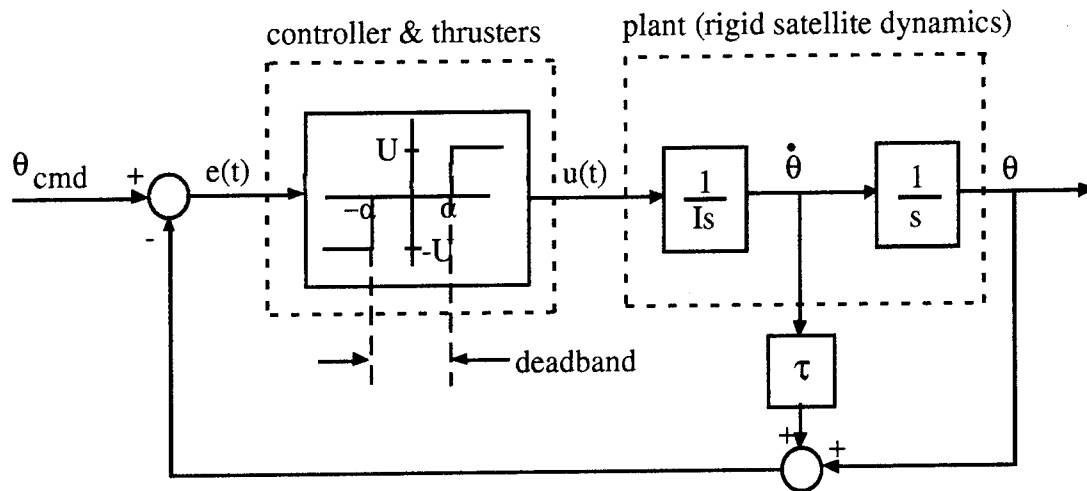 controller & thrusters
plant (rigid satellite dynamics)
θcmd
+
-
e(t)
U
-α
α
-U
u(t)
1
Is
θ̇
1
s
θ
deadband
τ
+
+